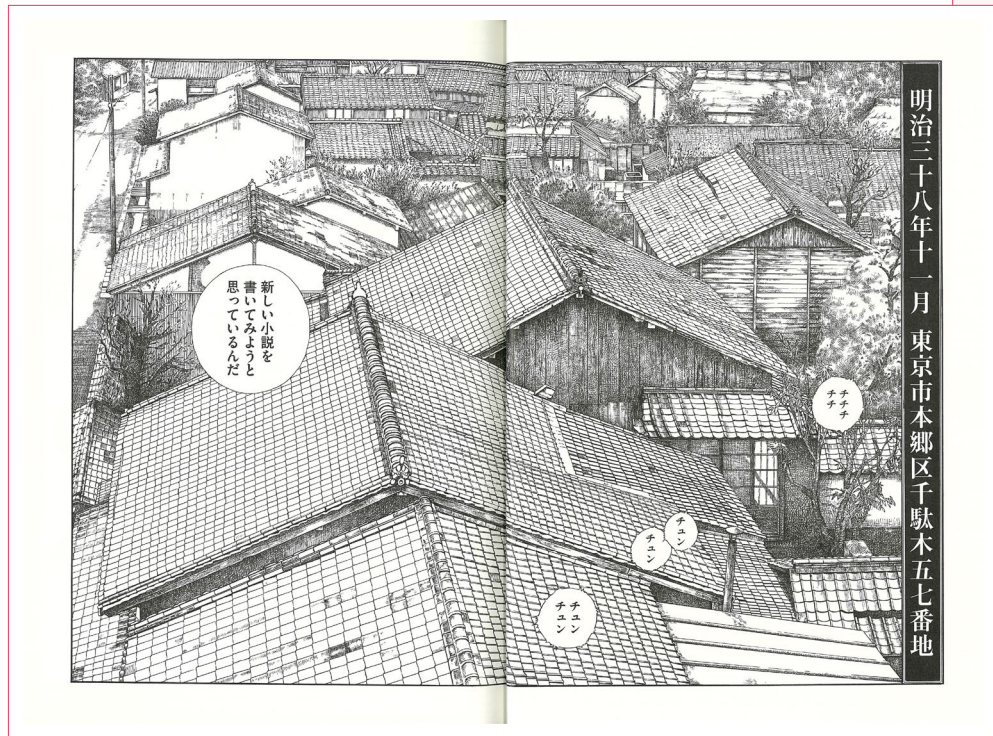 明治三十八年十一月 東京市本郷区千駄木五七番地
チチチ
チチ
チュン
チュン
チュン
チュン
新しい小説を
書いてみようと
思っているんだ